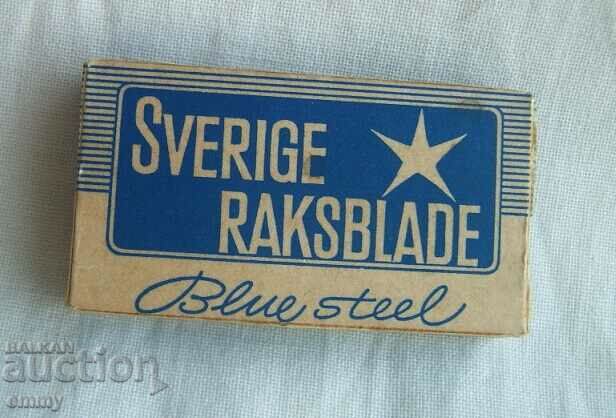 SVERIGE
RAKSBLADE
Blue steel
BALKAN
auction
emmy